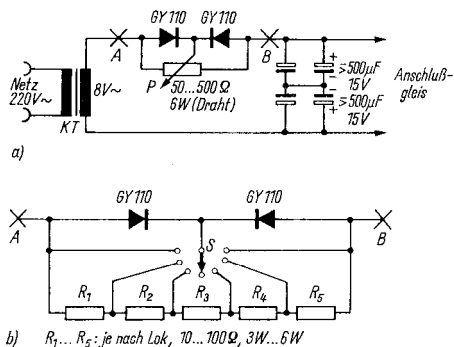 GY110 GY110
A B
Netz
220V~
KT
8V~
P 50...500Ω
6W(Draht)
+
≥500μF
15V
-
-
≥500μF
15V
+
Anschluß-
gleis
a)
GY110 GY110
A B
S
R1 R2 R3 R4 R5
b) R1... R5: je nach Lok, 10...100Ω, 3W...6W